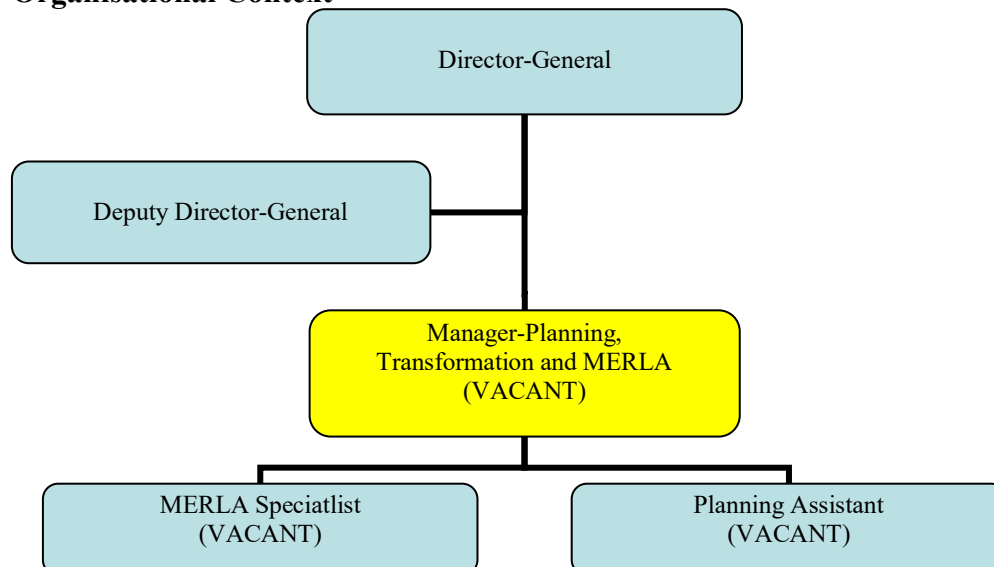 Organisational Context
Director-General
Deputy Director-General
Manager-Planning,
Transformation and MERLA
(VACANT)
MERLA Speciatlist
(VACANT)
Planning Assistant
(VACANT)